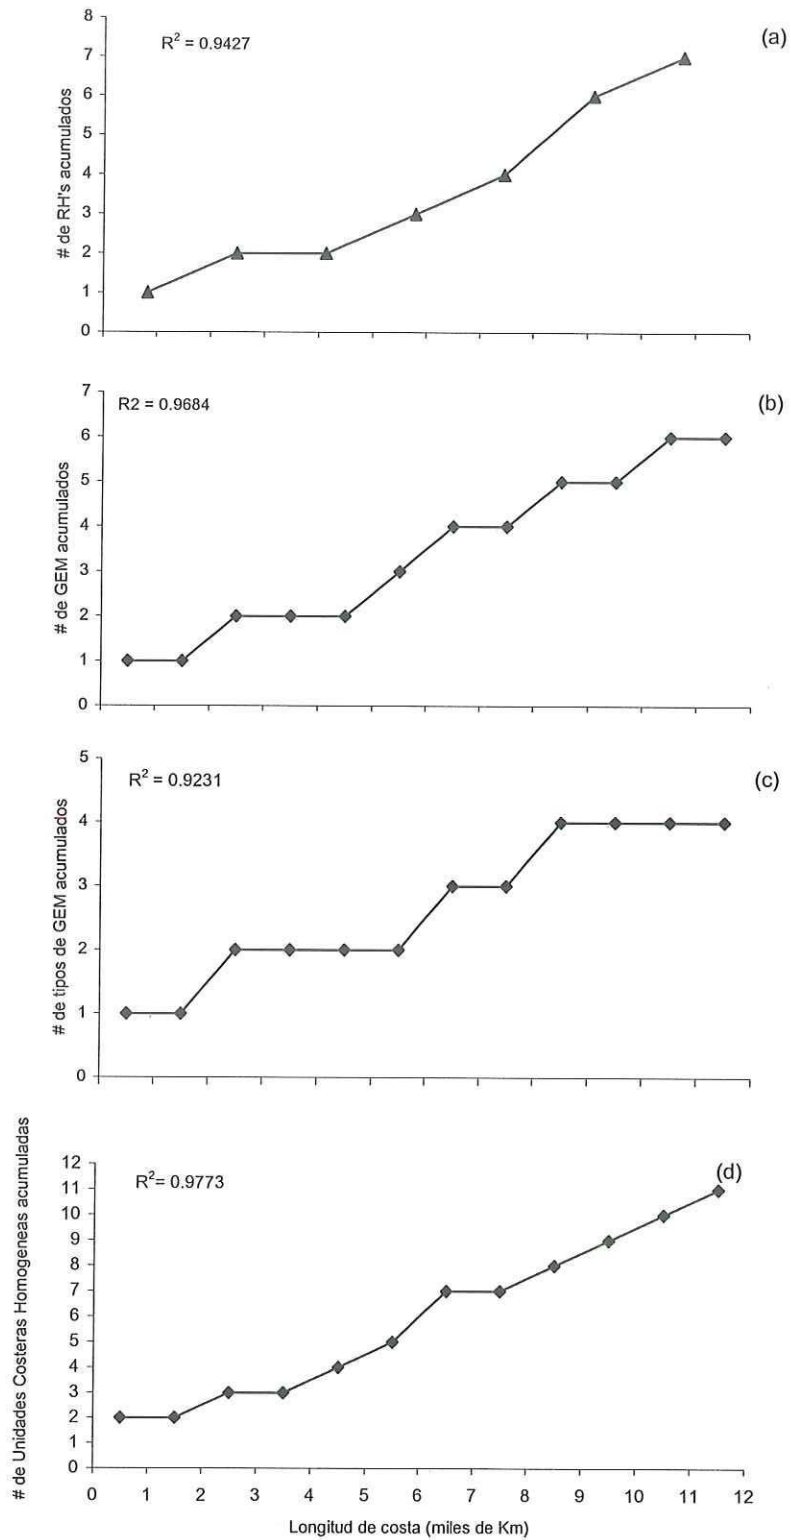 (a)
R² = 0.9427
# de RH's acumulados
8
7
6
5
4
3
2
1
0
(b)
R2 = 0.9684
# de GEM acumulados
7
6
5
4
3
2
1
0
(c)
R² = 0.9231
# de tipos de GEM acumulados
5
4
3
2
1
0
(d)
R²= 0.9773
# de Unidades Costeras Homogeneas acumuladas
12
11
10
9
8
7
6
5
4
3
2
1
0
0 1 2 3 4 5 6 7 8 9 10 11 12
Longitud de costa (miles de Km)